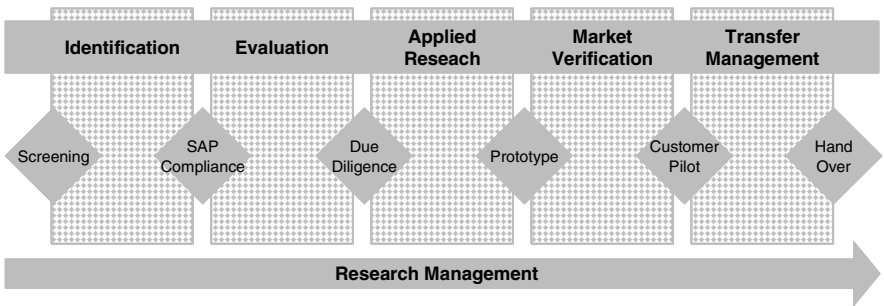 Identification
Evaluation
Applied
Reseach
Market
Verification
Transfer
Management
Screening
SAP
Compliance
Due
Diligence
Prototype
Customer
Pilot
Hand
Over
Research Management